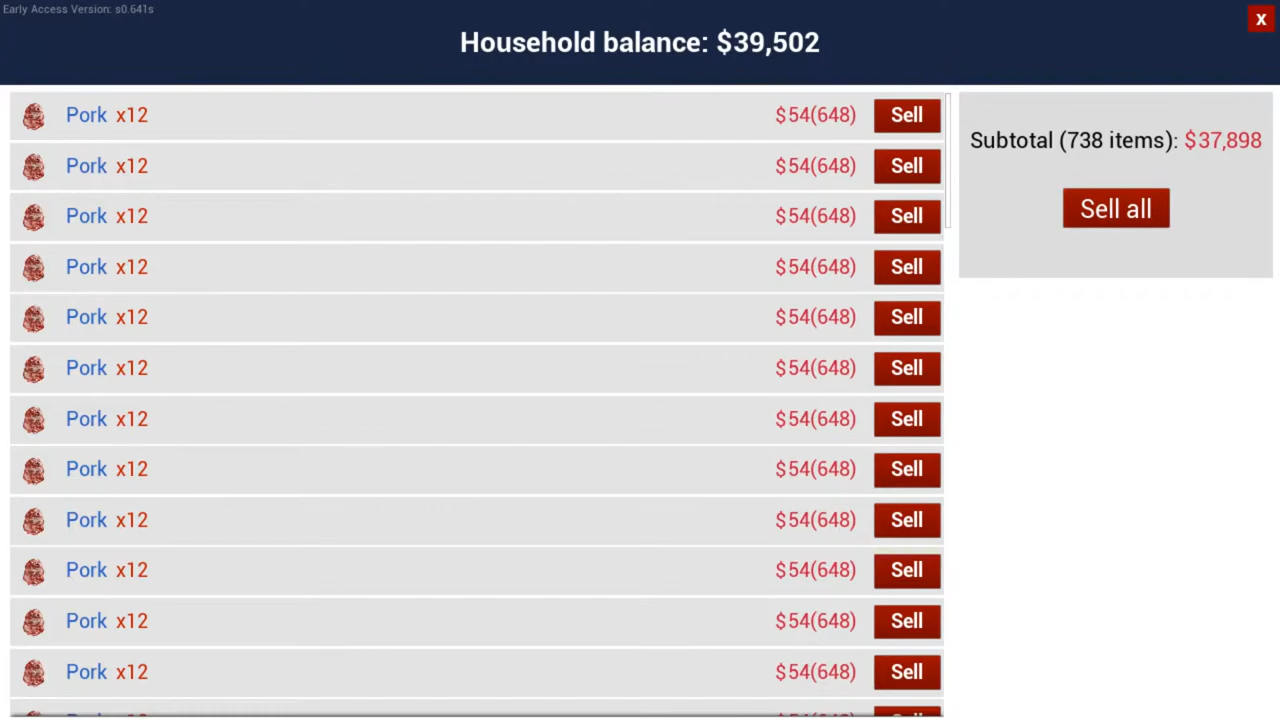 Early Access Version: s0.641s
x
Household balance: $39,502
Pork x12 $54(648) Sell
Subtotal (738 items): $37,898
Pork x12 $54(648) Sell
Sell all
Pork x12 $54(648) Sell
Pork x12 $54(648) Sell
Pork x12 $54(648) Sell
Pork x12 $54(648) Sell
Pork x12 $54(648) Sell
Pork x12 $54(648) Sell
Pork x12 $54(648) Sell
Pork x12 $54(648) Sell
Pork x12 $54(648) Sell
Pork x12 $54(648) Sell